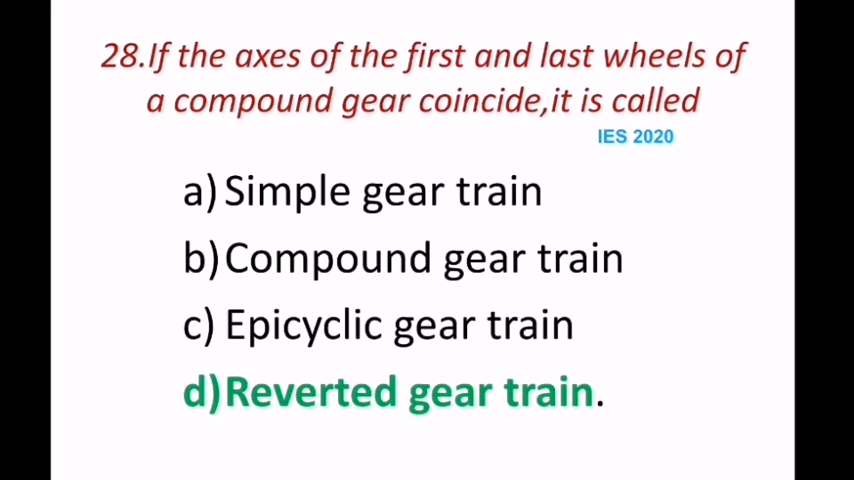 28.If the axes of the first and last wheels of
a compound gear coincide,it is called
IES 2020
a) Simple gear train
b) Compound gear train
c) Epicyclic gear train
d) Reverted gear train.